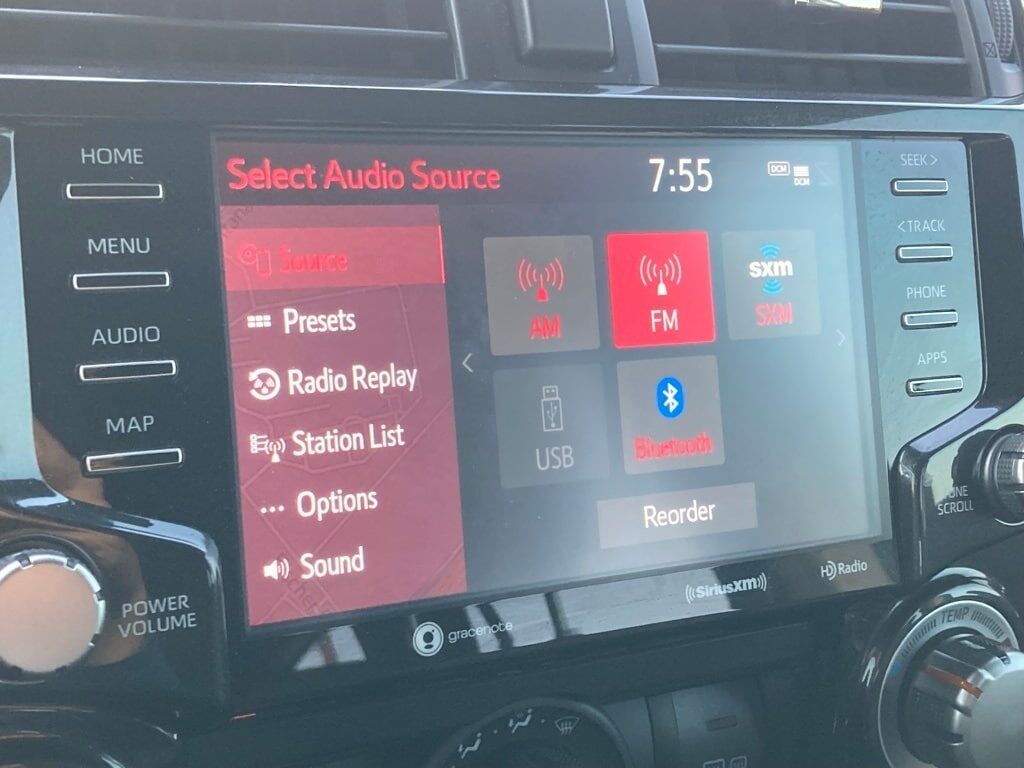 HOME
MENU
AUDIO
MAP
POWER
VOLUME
Select Audio Source
7:55
DCM
DCM
Source
Presets
Radio Replay
Station List
Options
Sound
AM
FM
sxm
SXM
USB
Bluetooth
Reorder
gracenote
((SiriusXM))
HD Radio
SEEK >
< TRACK
PHONE
APPS
TUNE
SCROLL
TEMP